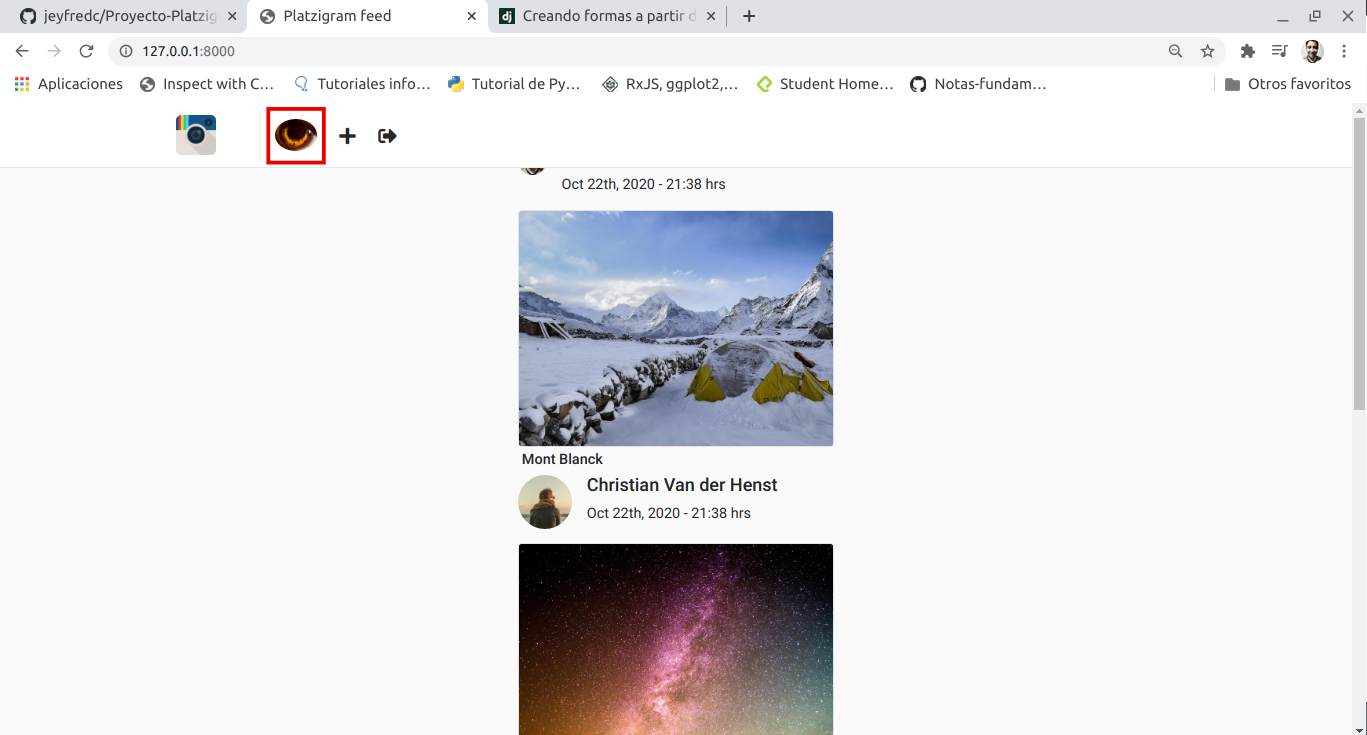 jeyfredc/Proyecto-Platzig
Platzigram feed
Creando formas a partir d
127.0.0.1:8000
Aplicaciones
Inspect with C…
Tutoriales info…
Tutorial de Py…
RxJS, ggplot2,…
Student Home…
Notas-fundam…
Otros favoritos
Oct 22th, 2020 - 21:38 hrs
Mont Blanck
Christian Van der Henst
Oct 22th, 2020 - 21:38 hrs